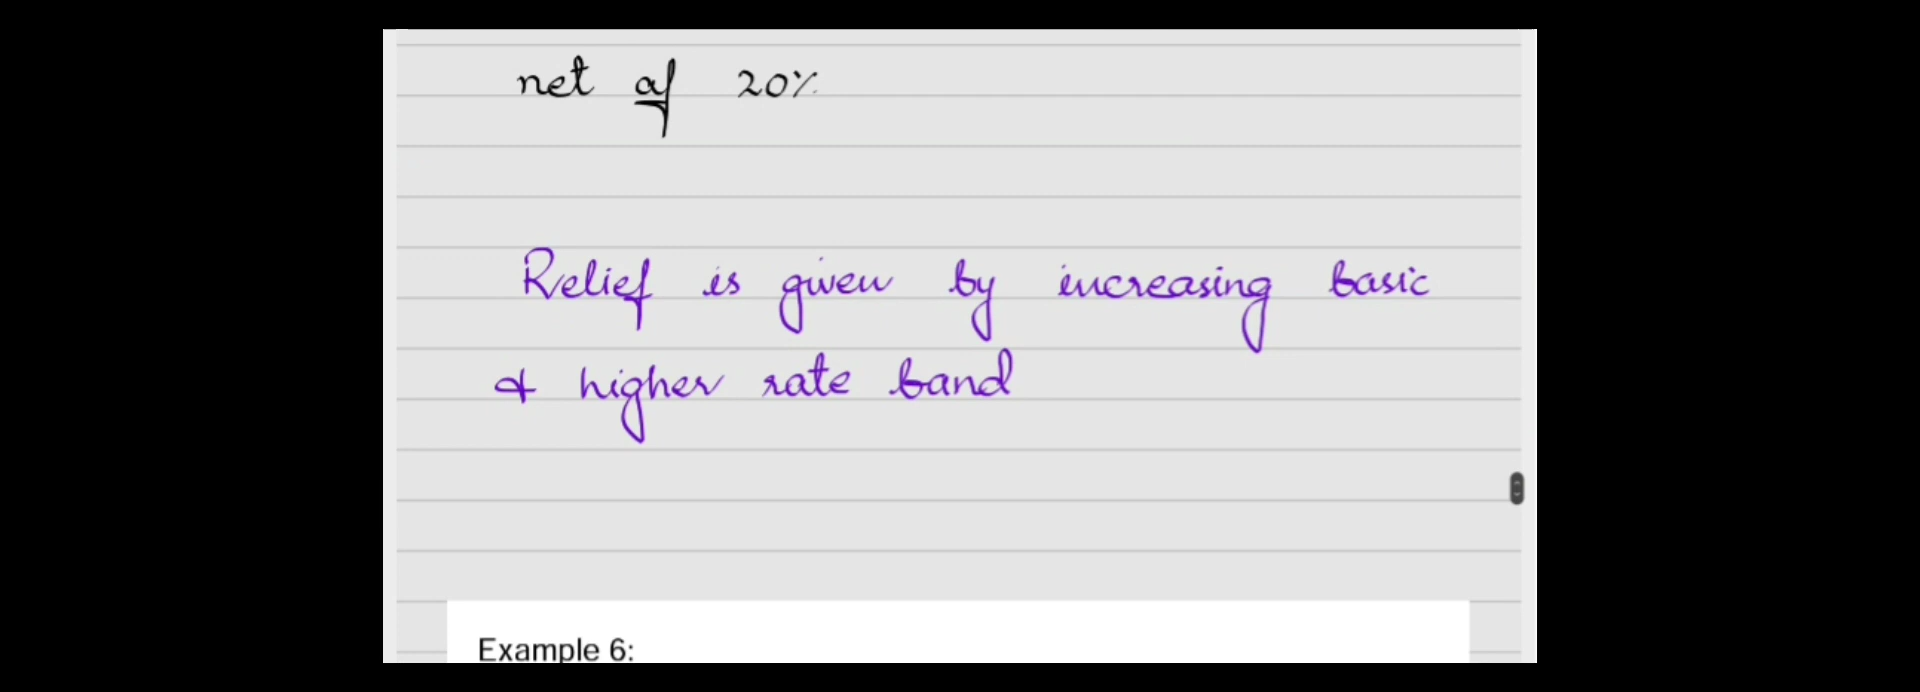 net of 20%
Relief is given by increasing basic
& higher rate band
Example 6: